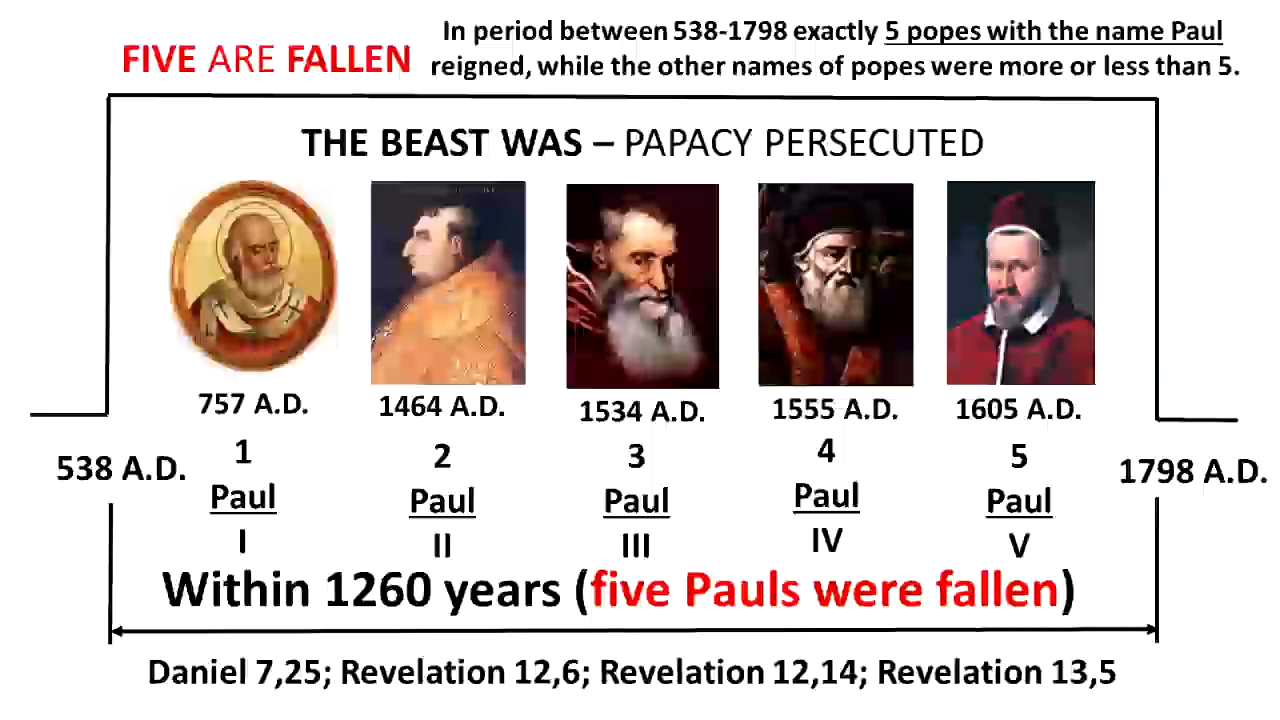 FIVE ARE FALLEN
In period between 538-1798 exactly 5 popes with the name Paul
reigned, while the other names of popes were more or less than 5.
THE BEAST WAS – PAPACY PERSECUTED
757 A.D.
1464 A.D.
1534 A.D.
1555 A.D.
1605 A.D.
538 A.D.
1
2
3
4
5
1798 A.D.
Paul
Paul
Paul
Paul
Paul
I
II
III
IV
V
Within 1260 years (five Pauls were fallen)
Daniel 7,25; Revelation 12,6; Revelation 12,14; Revelation 13,5